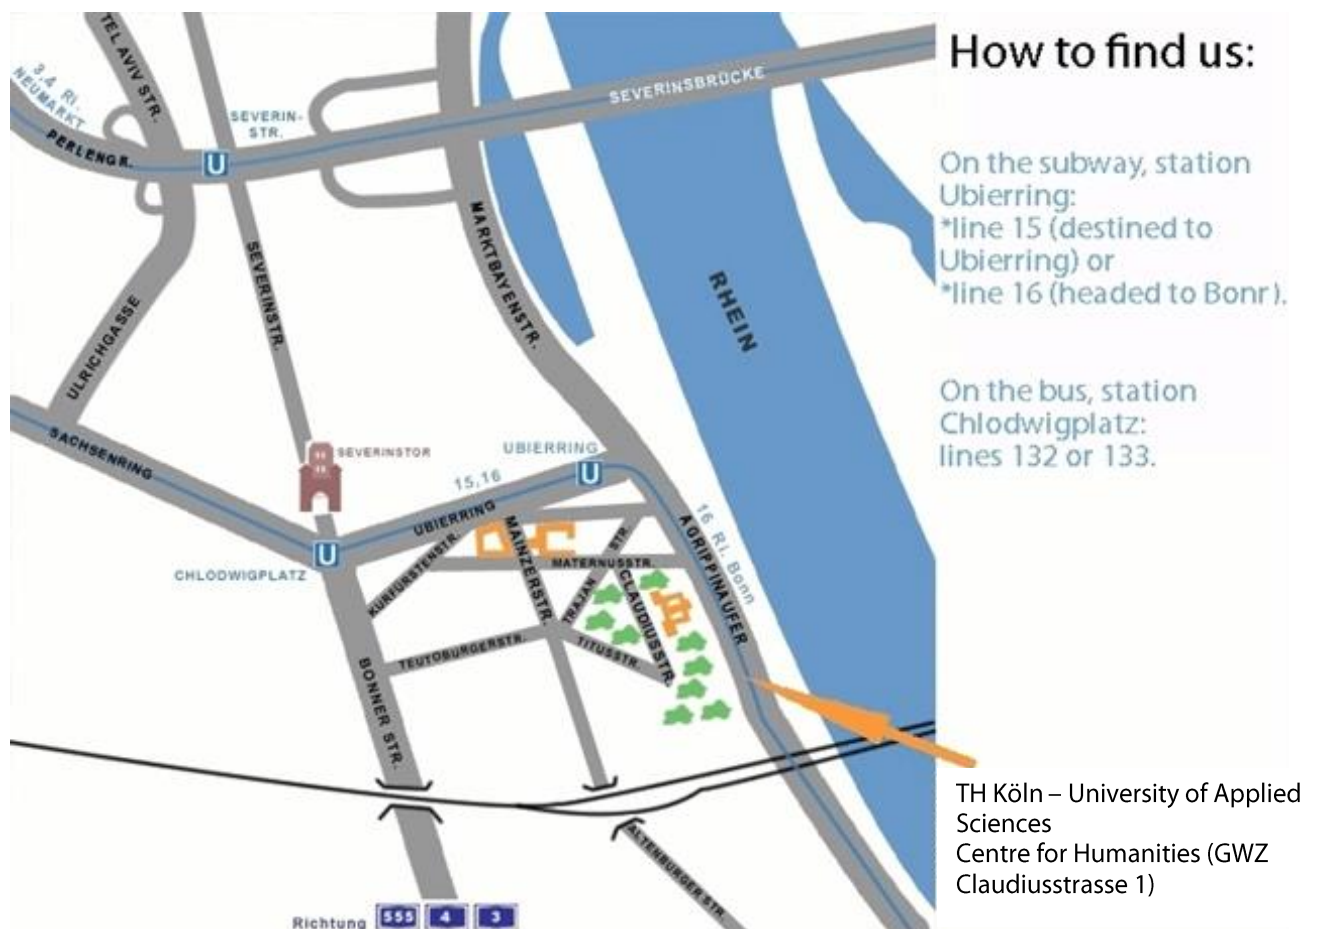 How to find us:
On the subway, station
Ubierring:
*line 15 (destined to
Ubierring) or
*line 16 (headed to Bonr).
On the bus, station
Chlodwigplatz:
lines 132 or 133.
TEL AVIV STR.
3.4 RI.
NEUMARKT
PERLENGR.
U
SEVERIN-
STR.
SEVERINSBRÜCKE
MARKTBAYENSTR.
SEVERINSTR.
RHEIN
ULRICHGASSE
SACHSENRING
SEVERINSTOR
UBIERRING
U
15,16
UBIERRING
U
CHLODWIGPLATZ
KURFÜRSTENSTR.
MAINZERSTR.
MATERNUSSTR.
TRAJAN STR.
CLAUDIUSSTR.
AGRIPPINAUFER
16 Ri. Bonn
TEUTOBURGERSTR.
TITUSSTR.
BONNER STR.
ALTENBURGER STR.
Richtung 555 4 3
TH Köln – University of Applied
Sciences
Centre for Humanities (GWZ
Claudiusstrasse 1)